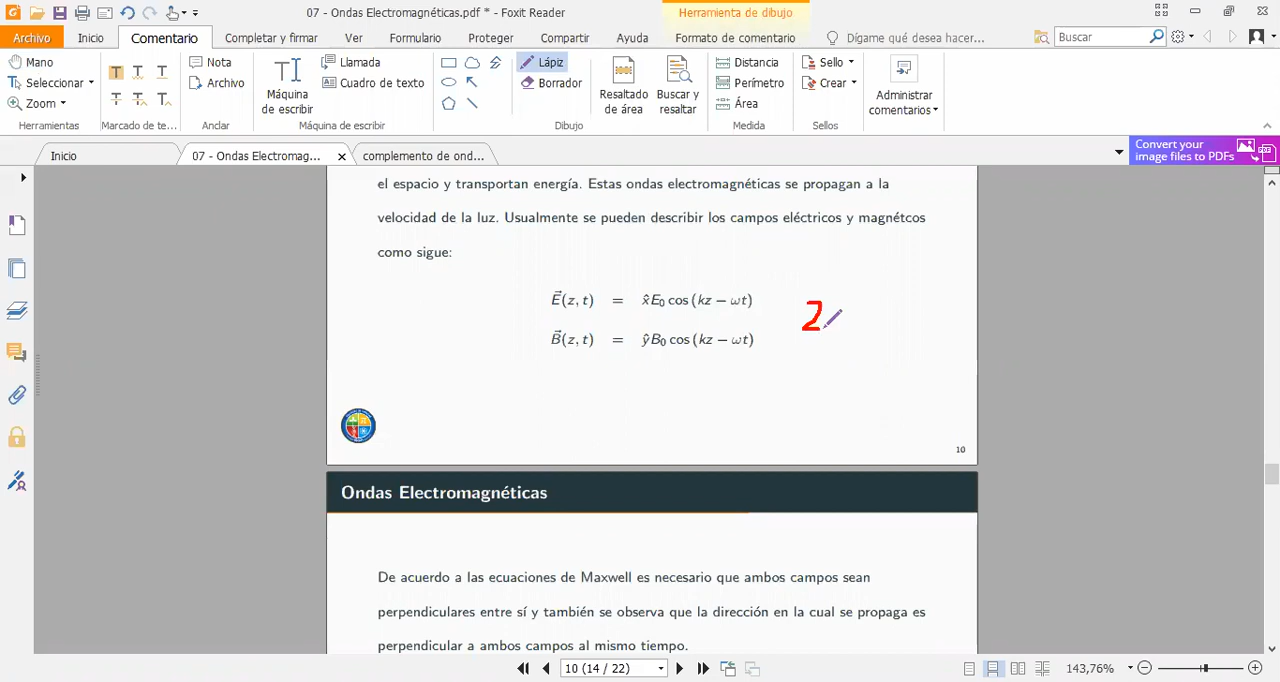 07 - Ondas Electromagnéticas.pdf * - Foxit Reader
Herramienta de dibujo
Archivo Inicio Comentario Completar y firmar Ver Formulario Proteger Compartir Ayuda Formato de comentario Dígame qué desea hacer... Buscar
Mano
Seleccionar
Zoom
Herramientas
T T T
T T T
Marcado de te...
Nota
Archivo
Andar
Máquina
de escribir
Llamada
Cuadro de texto
Máquina de escribir
Lápiz
Borrador
Dibujo
Resaltado
de área
Buscar y
resaltar
Distancia
Perímetro
Área
Medida
Sello
Crear
Sellos
Administrar
comentarios
Inicio 07 - Ondas Electromag... complemento de ond...
Convert your
image files to PDFs
PDF
el espacio y transportan energía. Estas ondas electromagnéticas se propagan a la
velocidad de la luz. Usualmente se pueden describir los campos eléctricos y magnétcos
como sigue:
E⃗(z, t) = x̂E₀ cos (kz − ωt)
B⃗(z, t) = ŷB₀ cos (kz − ωt)
2
10
Ondas Electromagnéticas
De acuerdo a las ecuaciones de Maxwell es necesario que ambos campos sean
perpendiculares entre sí y también se observa que la dirección en la cual se propaga es
perpendicular a ambos campos al mismo tiempo.
10 (14 / 22) 143,76%